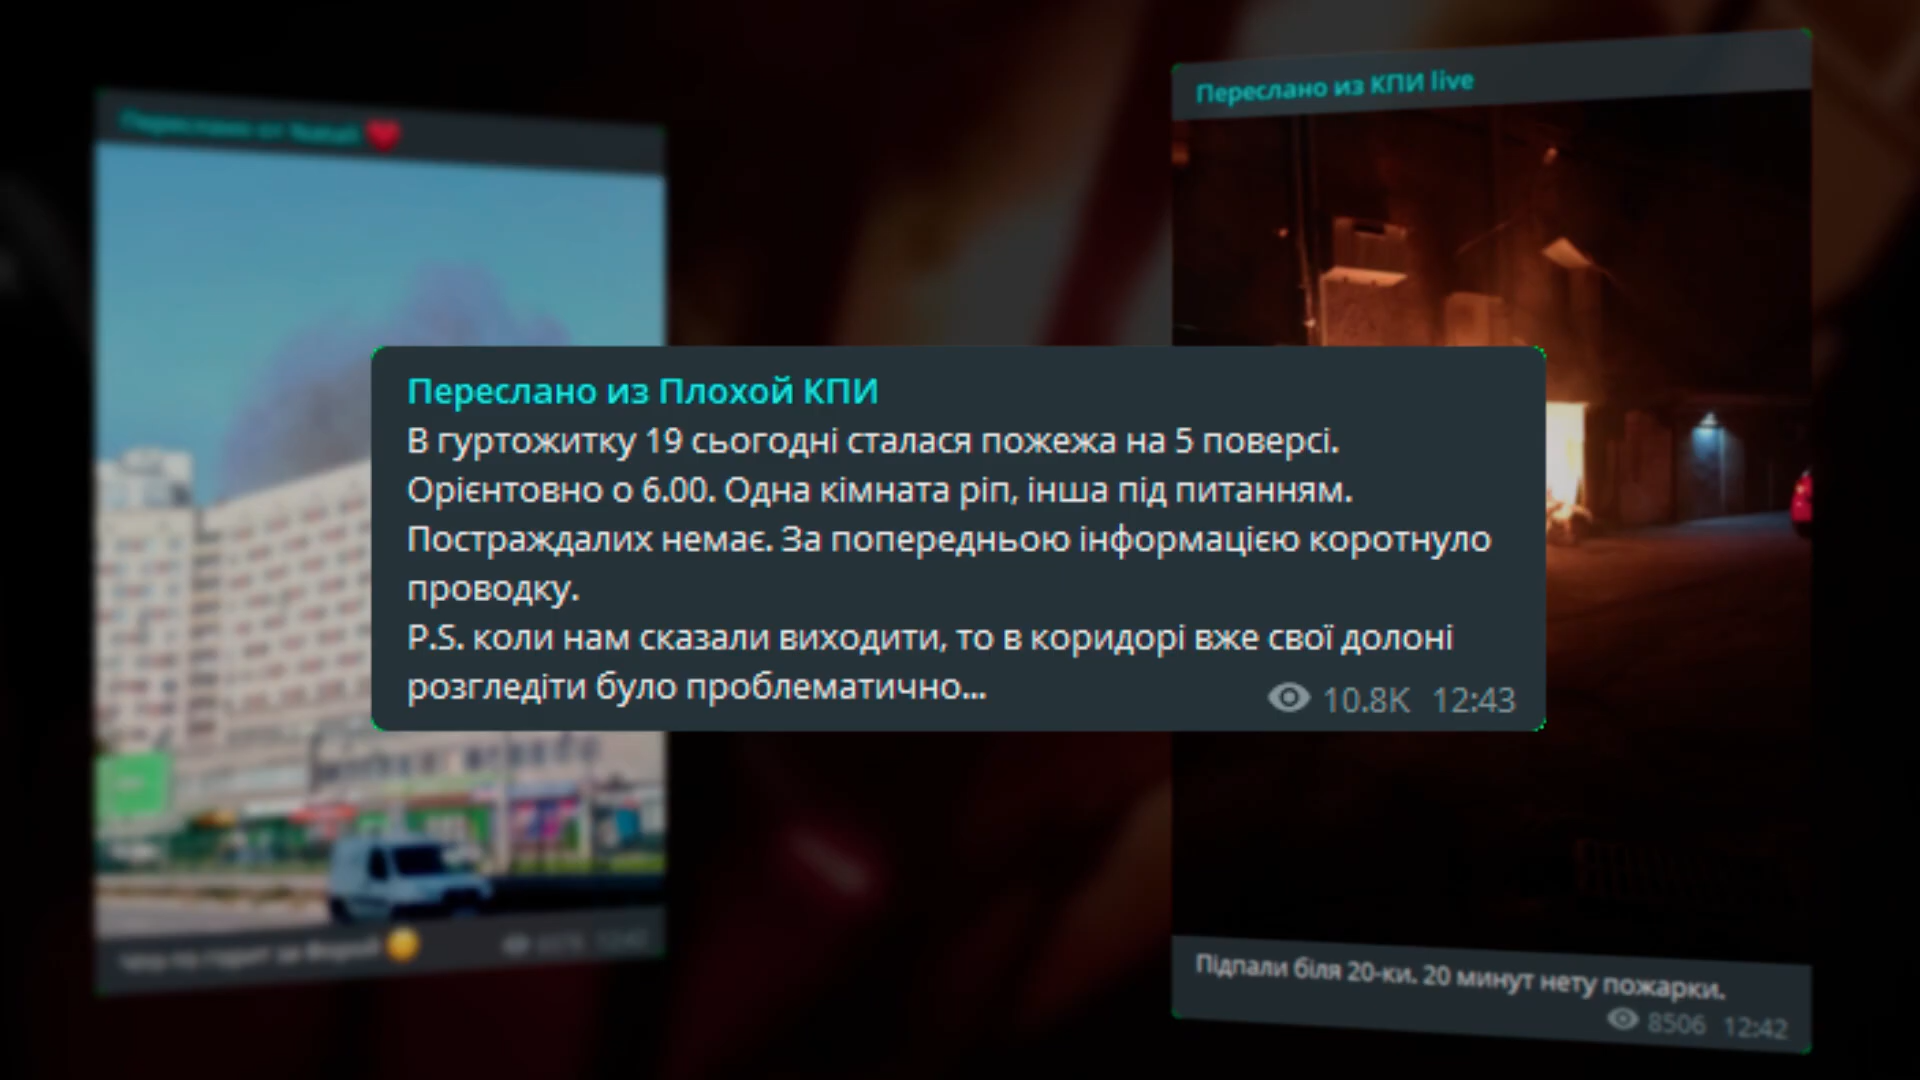 Переслано из КПИ live
Переслано из Плохой КПИ
В гуртожитку 19 сьогодні сталася пожежа на 5 поверсі.
Орієнтовно о 6.00. Одна кімната ріп, інша під питанням.
Постраждалих немає. За попередньою інформацією коротнуло
проводку.
P.S. коли нам сказали виходити, то в коридорі вже свої долоні
розгледіти було проблематично...
10.8K 12:43
Підпали біля 20-ки. 20 минут нету пожарки.
8506 12:42